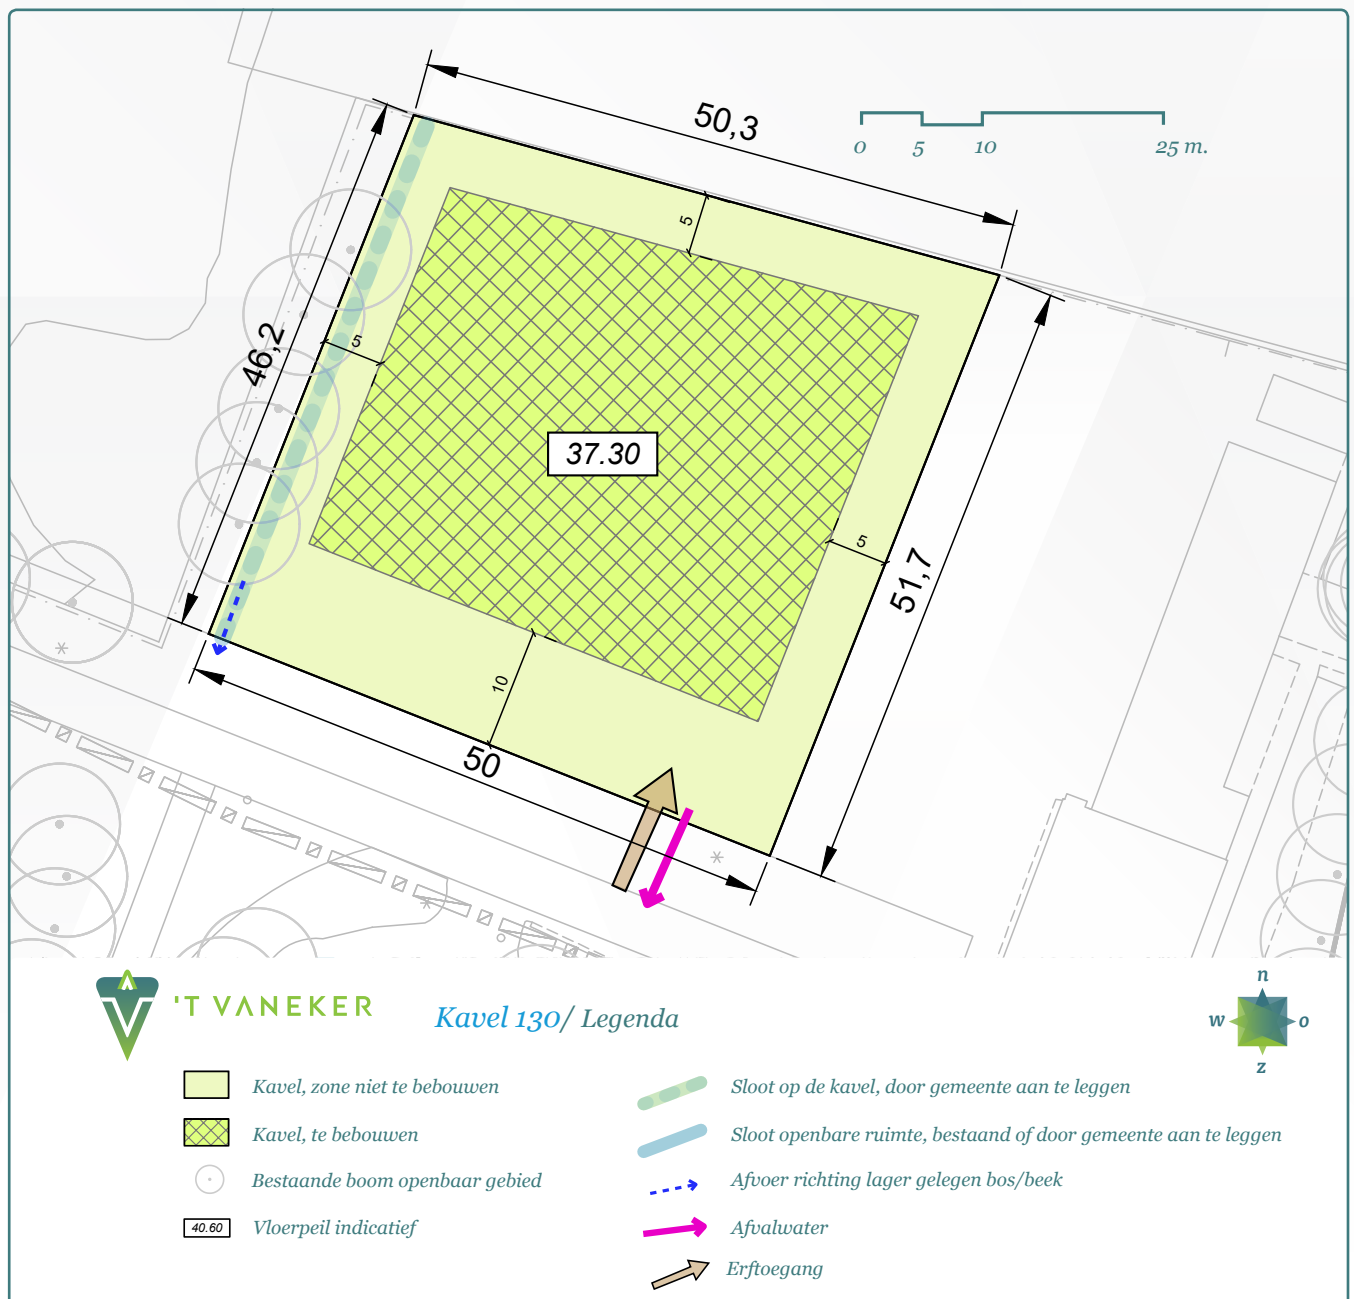 50,3
0 5 10 25 m.
5
46,2
5
37.30
5
51,7
10
50
'T VANEKER
Kavel 130/ Legenda
n
w o
z
Kavel, zone niet te bebouwen
Kavel, te bebouwen
Bestaande boom openbaar gebied
40.60 Vloerpeil indicatief
Sloot op de kavel, door gemeente aan te leggen
Sloot openbare ruimte, bestaand of door gemeente aan te leggen
Afvoer richting lager gelegen bos/beek
Afvalwater
Erftoegang